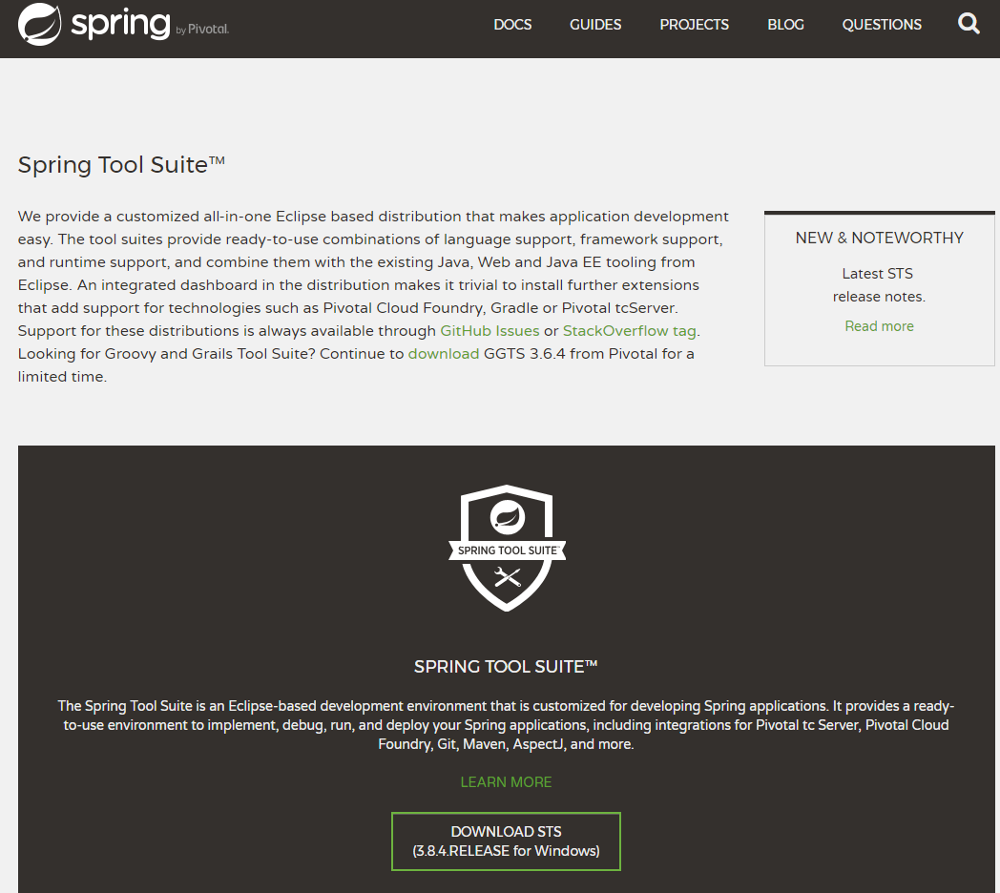 spring by Pivotal.
DOCS GUIDES PROJECTS BLOG QUESTIONS
Spring Tool Suite™
We provide a customized all-in-one Eclipse based distribution that makes application development
easy. The tool suites provide ready-to-use combinations of language support, framework support,
and runtime support, and combine them with the existing Java, Web and Java EE tooling from
Eclipse. An integrated dashboard in the distribution makes it trivial to install further extensions
that add support for technologies such as Pivotal Cloud Foundry, Gradle or Pivotal tcServer.
Support for these distributions is always available through GitHub Issues or StackOverflow tag.
Looking for Groovy and Grails Tool Suite? Continue to download GGTS 3.6.4 from Pivotal for a
limited time.
NEW & NOTEWORTHY
Latest STS
release notes.
Read more
SPRING TOOL SUITE
SPRING TOOL SUITE™
The Spring Tool Suite is an Eclipse-based development environment that is customized for developing Spring applications. It provides a ready-
to-use environment to implement, debug, run, and deploy your Spring applications, including integrations for Pivotal tc Server, Pivotal Cloud
Foundry, Git, Maven, AspectJ, and more.
LEARN MORE
DOWNLOAD STS
(3.8.4.RELEASE for Windows)